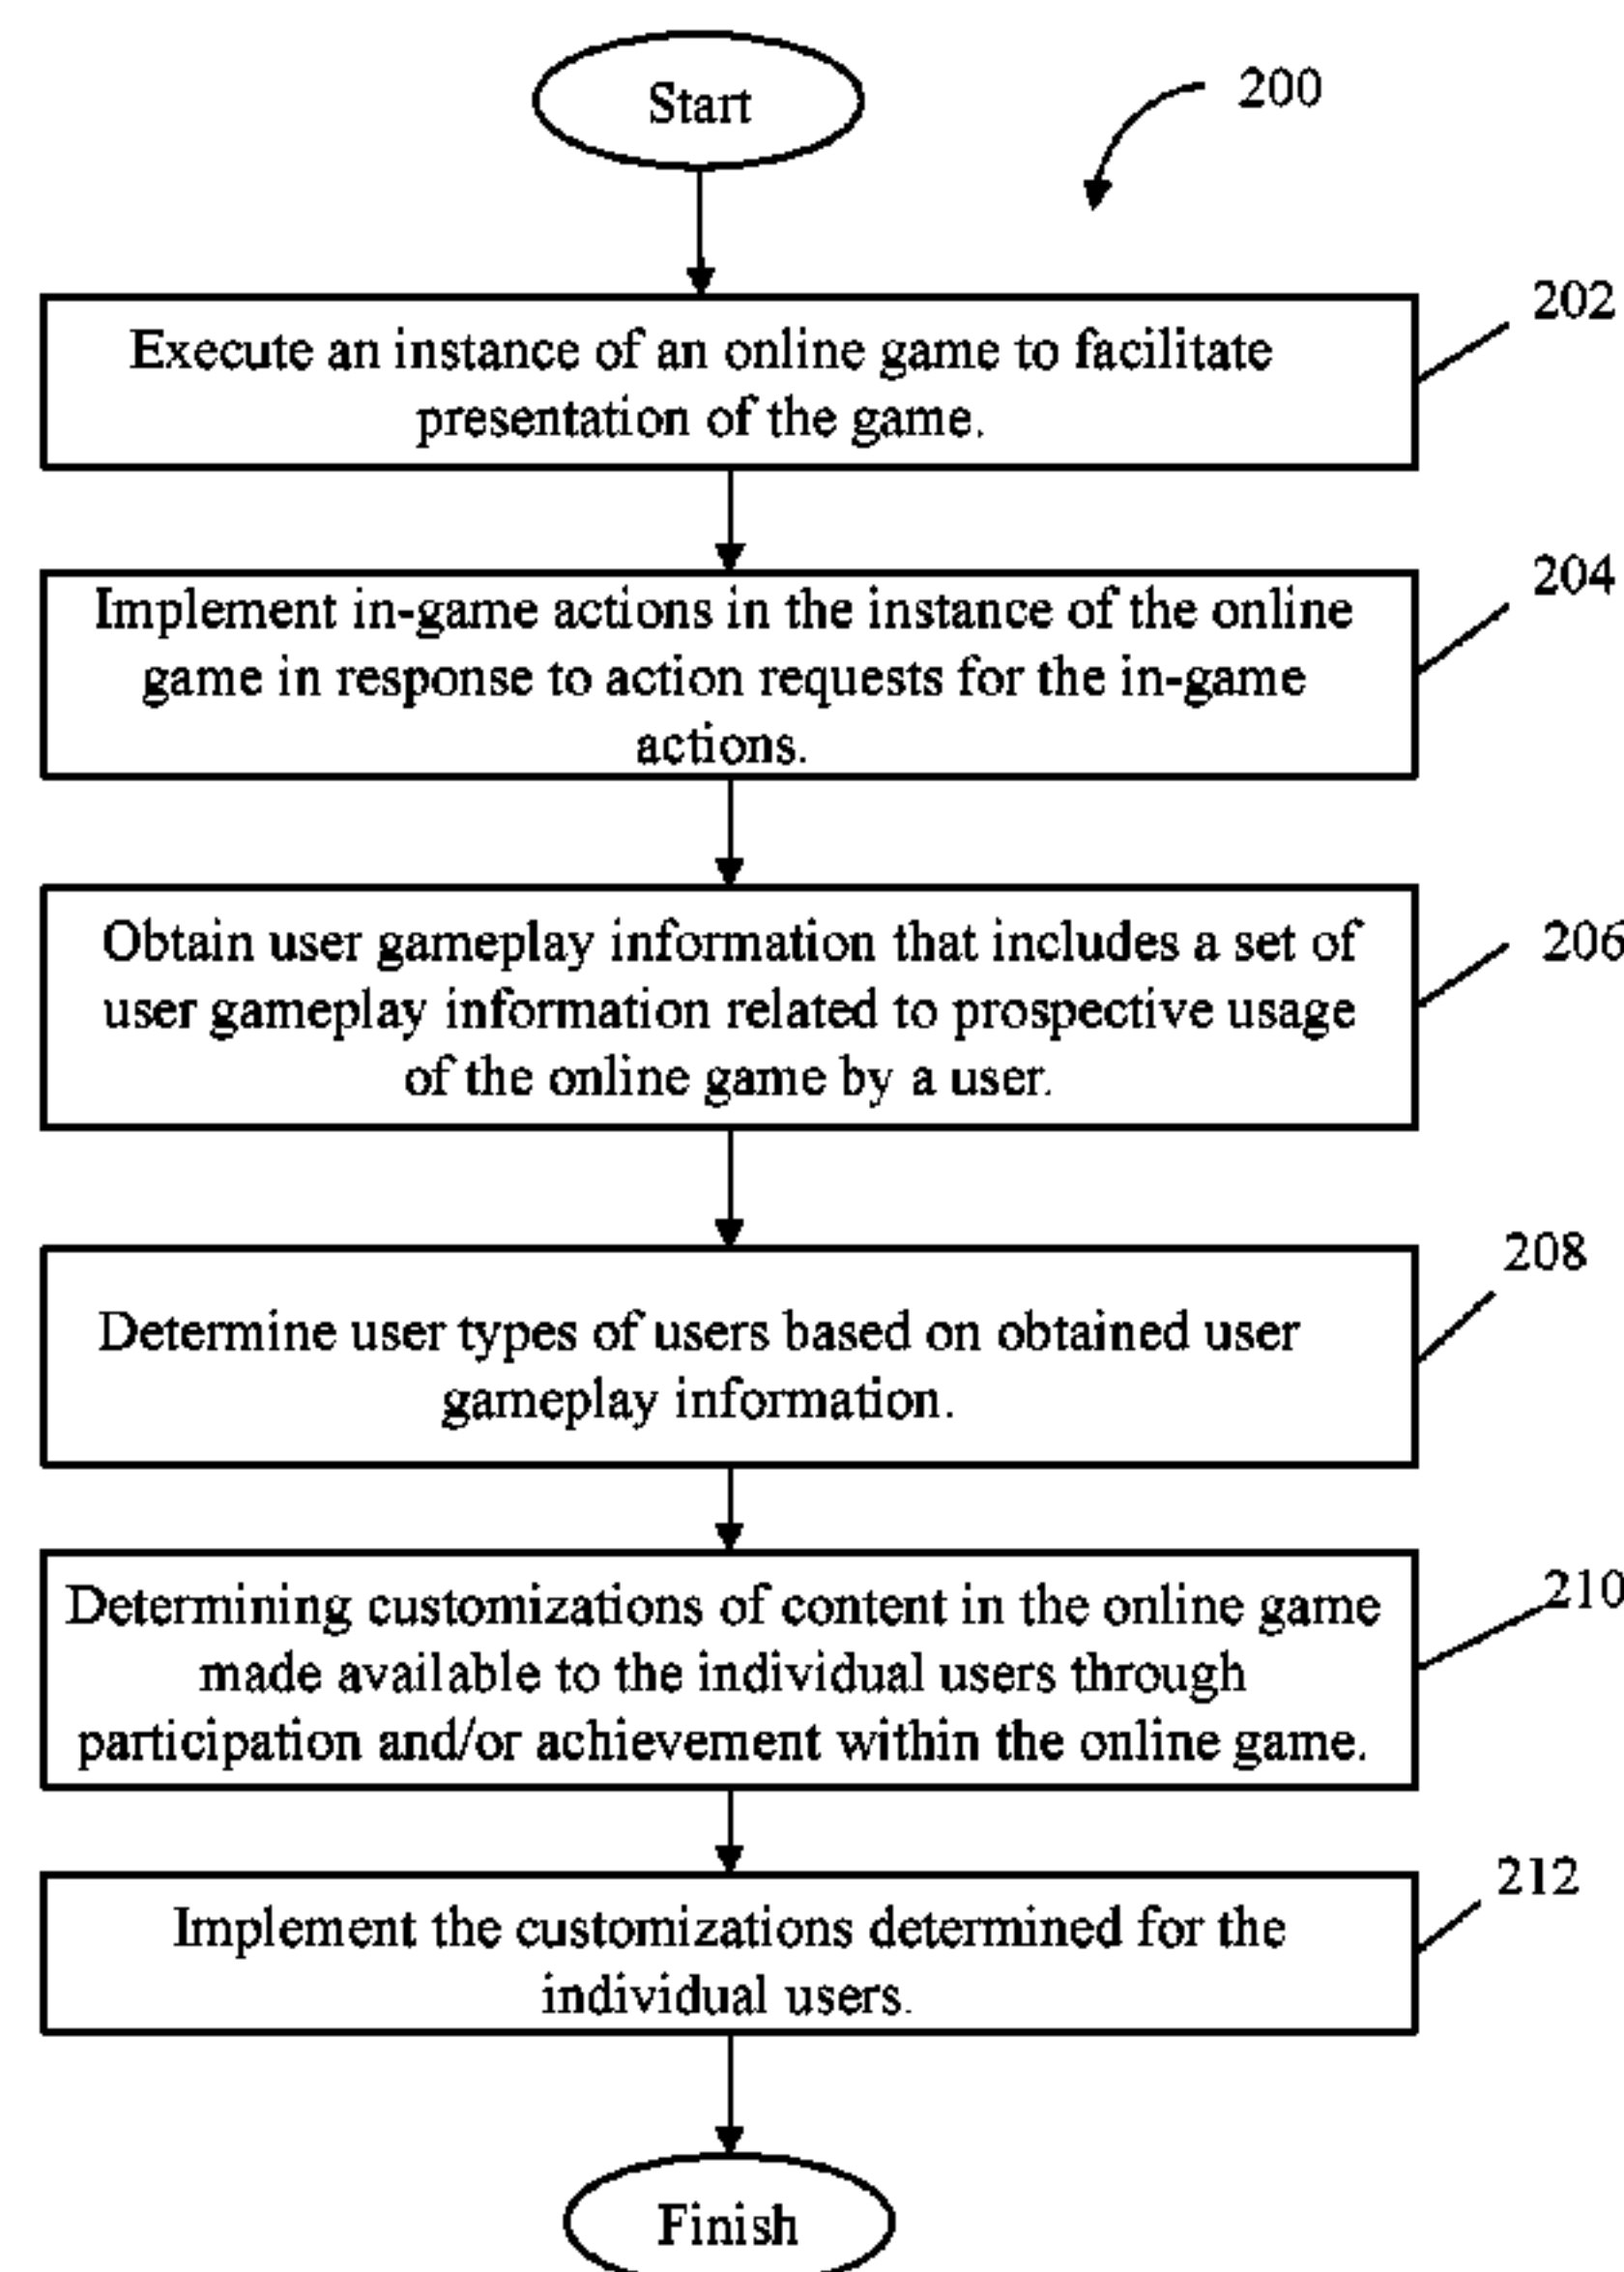 Start
200
202
Execute an instance of an online game to facilitate
presentation of the game.
204
Implement in-game actions in the instance of the online
game in response to action requests for the in-game
actions.
206
Obtain user gameplay information that includes a set of
user gameplay information related to prospective usage
of the online game by a user.
208
Determine user types of users based on obtained user
gameplay information.
210
Determining customizations of content in the online game
made available to the individual users through
participation and/or achievement within the online game.
212
Implement the customizations determined for the
individual users.
Finish